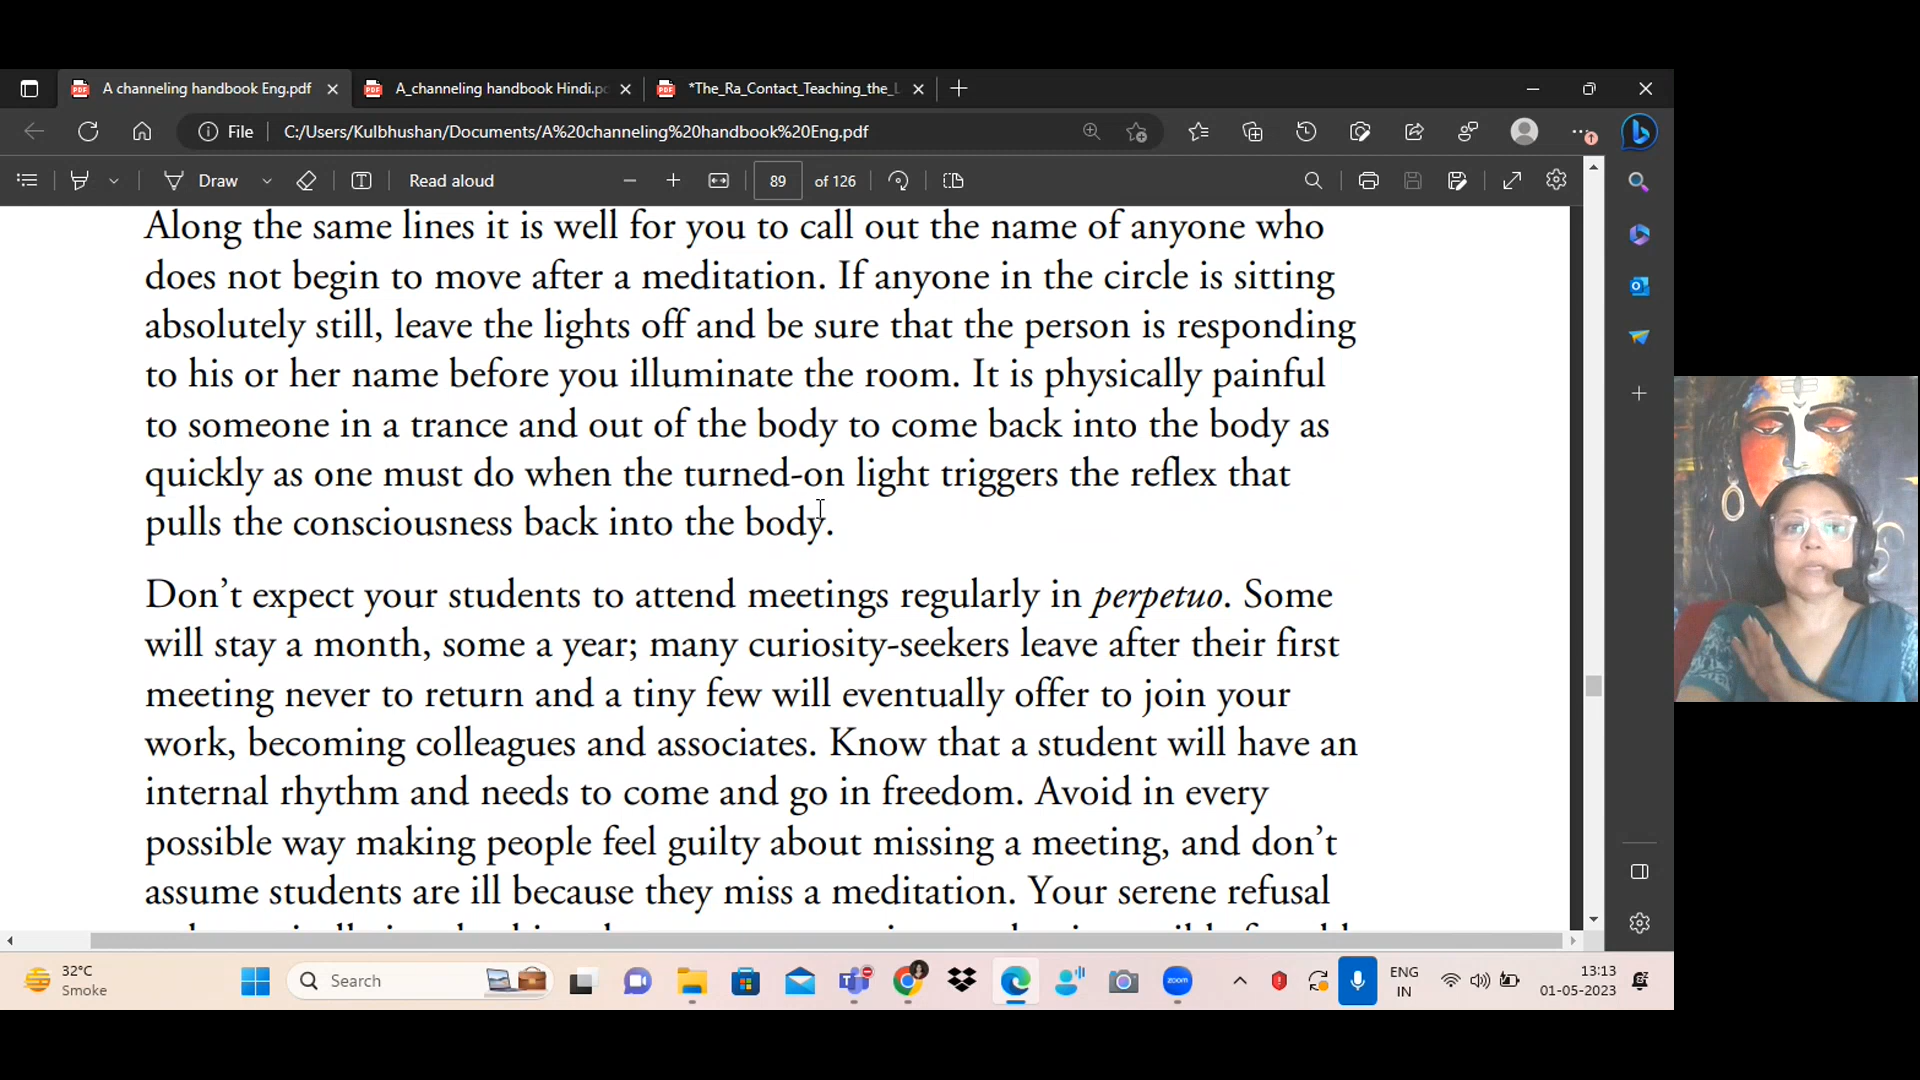 A channeling handbook Eng.pdf
A_channeling handbook Hindi.pd
*The_Ra_Contact_Teaching_the_L
File
C:/Users/Kulbhushan/Documents/A%20channeling%20handbook%20Eng.pdf
Draw
Read aloud
89
of 126
Along the same lines it is well for you to call out the name of anyone who
does not begin to move after a meditation. If anyone in the circle is sitting
absolutely still, leave the lights off and be sure that the person is responding
to his or her name before you illuminate the room. It is physically painful
to someone in a trance and out of the body to come back into the body as
quickly as one must do when the turned-on light triggers the reflex that
pulls the consciousness back into the body.
Don’t expect your students to attend meetings regularly in perpetuo. Some
will stay a month, some a year; many curiosity-seekers leave after their first
meeting never to return and a tiny few will eventually offer to join your
work, becoming colleagues and associates. Know that a student will have an
internal rhythm and needs to come and go in freedom. Avoid in every
possible way making people feel guilty about missing a meeting, and don’t
assume students are ill because they miss a meditation. Your serene refusal
32°C
Smoke
Search
zoom
ENG
IN
13:13
01-05-2023